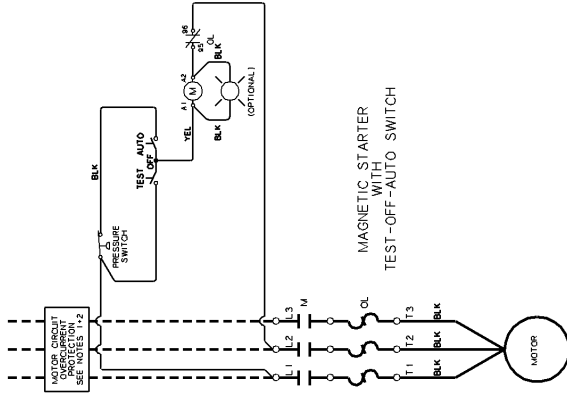 MOTOR CIRCUIT
OVERCURRENT
PROTECTION
SEE NOTES 1+2
PRESSURE
SWITCH
BLK
TEST
OFF
AUTO
YEL
A1
M
A2
95
96
OL
BLK
BLK
(OPTIONAL)
L1
L2
L3
M
OL
T1
T2
T3
BLK
BLK
BLK
MOTOR
MAGNETIC STARTER
WITH
TEST-OFF-AUTO SWITCH